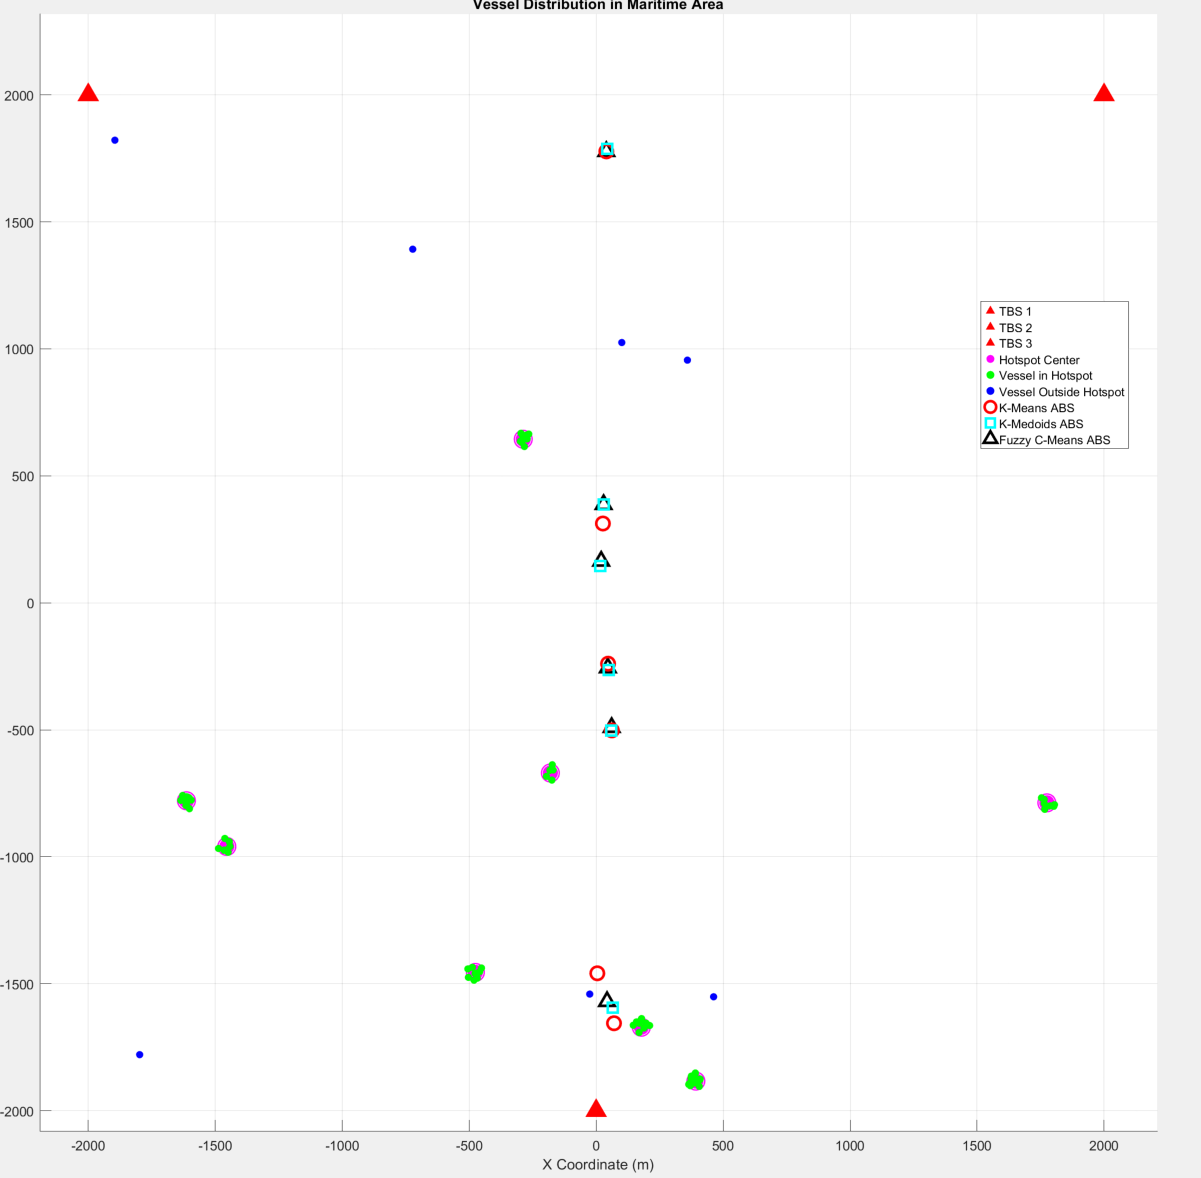 Vessel Distribution in Maritime Area
2000
1500
1000
500
0
-500
-1000
-1500
-2000
TBS 1
TBS 2
TBS 3
Hotspot Center
Vessel in Hotspot
Vessel Outside Hotspot
K-Means ABS
K-Medoids ABS
Fuzzy C-Means ABS
-2000 -1500 -1000 -500 0 500 1000 1500 2000
X Coordinate (m)